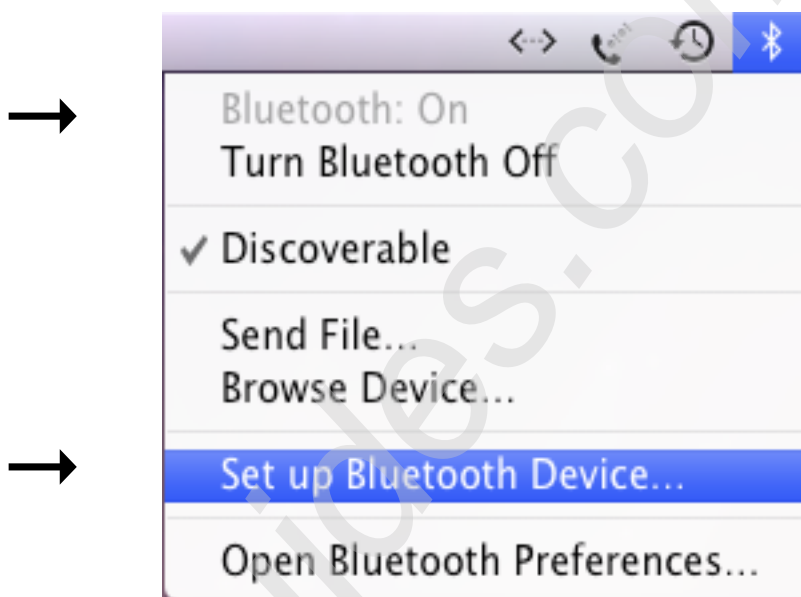 Bluetooth: On
Turn Bluetooth Off
✓ Discoverable
Send File...
Browse Device...
Set up Bluetooth Device...
Open Bluetooth Preferences...